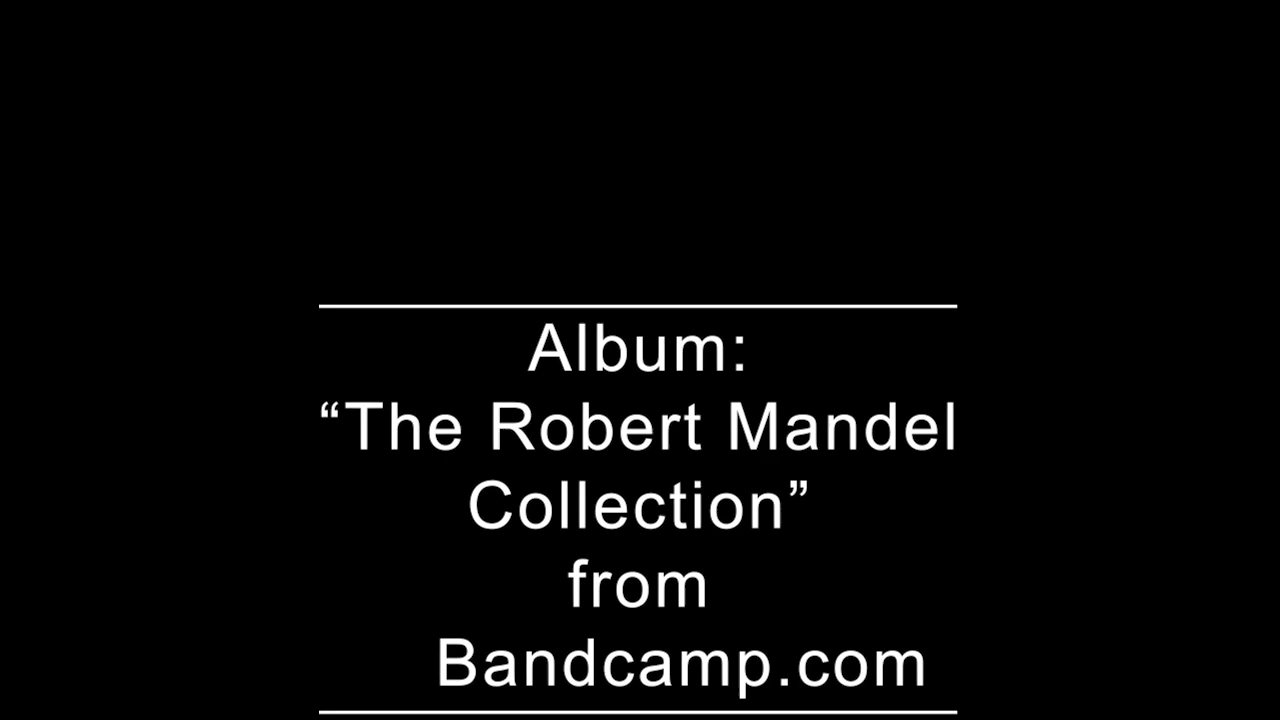 Album:
“The Robert Mandel
Collection”
from
Bandcamp.com